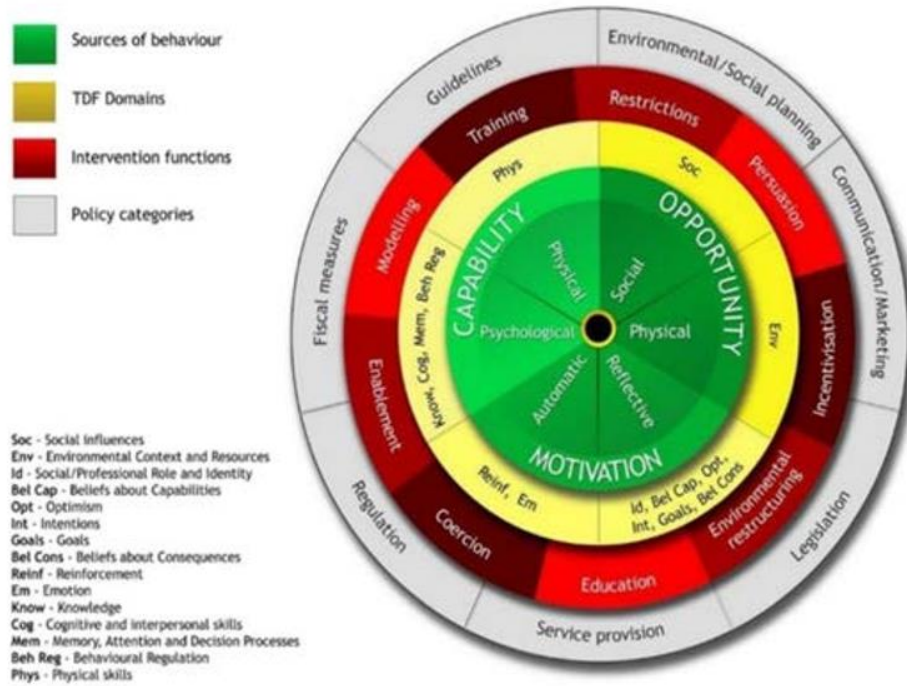 Sources of behaviour
TDF Domains
Intervention functions
Policy categories
Soc - Social Influences
Env - Environmental Context and Resources
Id - Social/Professional Role and Identity
Bel Cap - Beliefs about Capabilities
Opt - Optimism
Int - Intentions
Goals - Goals
Bel Cons - Beliefs about Consequences
Reinf - Reinforcement
Em - Emotion
Know - Knowledge
Cog - Cognitive and interpersonal skills
Mem - Memory, Attention and Decision Processes
Beh Reg - Behavioural Regulation
Phys - Physical skills
Guidelines
Environmental/Social planning
Communication/Marketing
Legislation
Service provision
Regulation
Fiscal measures
Training
Restrictions
Persuasion
Incentivisation
Environmental
restructuring
Education
Coercion
Enablement
Modelling
Phys
Soc
Env
Id, Bel Cap, Opt,
Int, Goals, Bel Cons
Reinf, Em
Know, Cog, Mem, Beh Reg
CAPABILITY
OPPORTUNITY
MOTIVATION
Physical
Social
Psychological
Physical
Automatic
Reflective